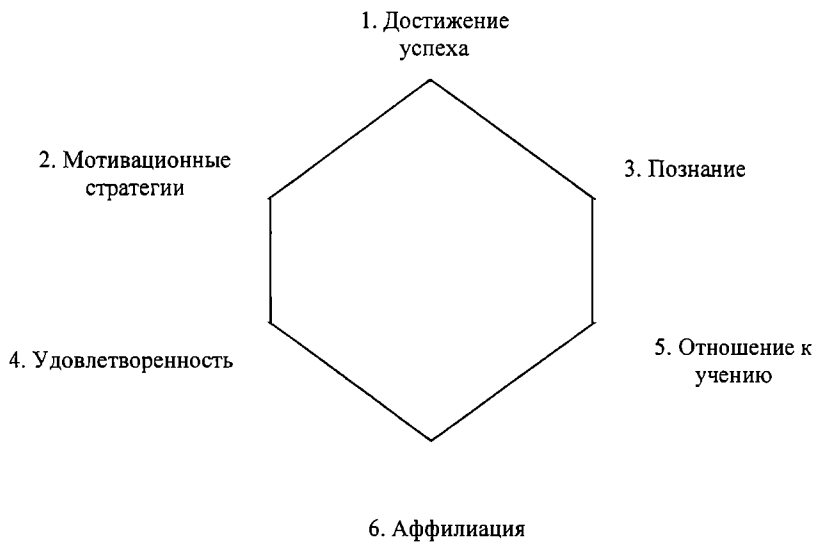 1. Достижение
успеха
2. Мотивационные
стратегии
3. Познание
4. Удовлетворенность
5. Отношение к
учению
6. Аффилиация